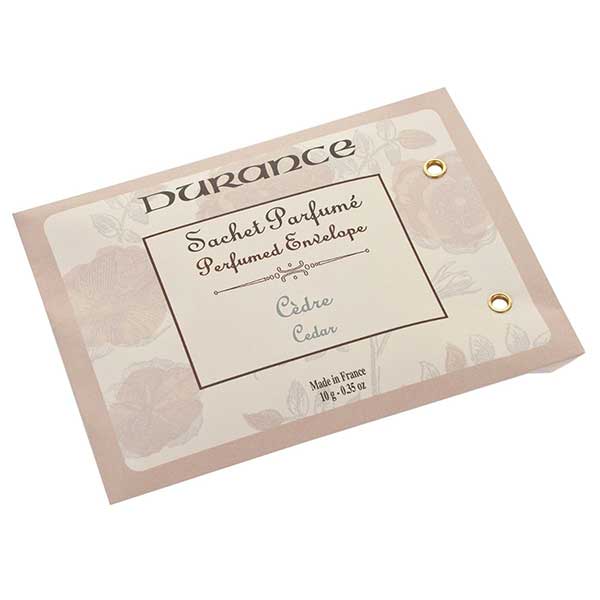 DURANCE
Sachet Parfumé
Perfumed Envelope
Cèdre
Cedar
Made in France
10 g - 0.35 oz